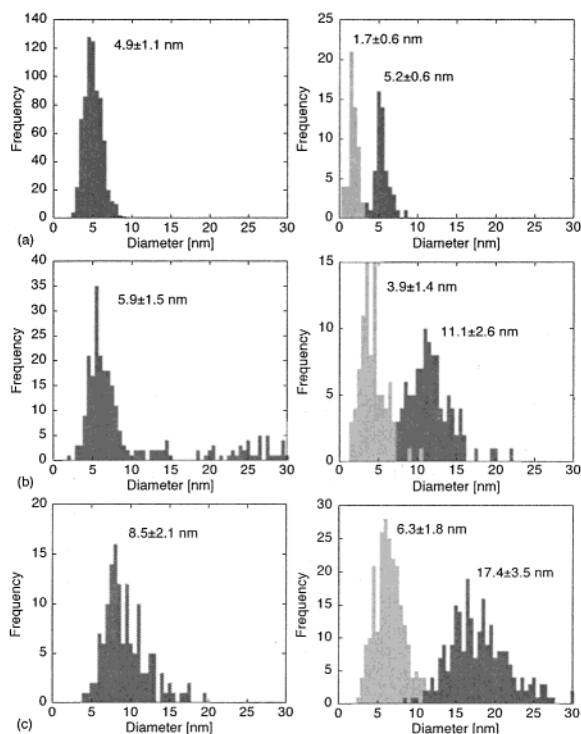 140
120
100
80
60
40
20
0
Frequency
4.9±1.1 nm
0 5 10 15 20 25 30
Diameter [nm]
(a)
25
20
15
10
5
0
Frequency
1.7±0.6 nm
5.2±0.6 nm
0 5 10 15 20 25 30
Diameter [nm]
40
35
30
25
20
15
10
5
0
Frequency
5.9±1.5 nm
0 5 10 15 20 25 30
Diameter [nm]
(b)
15
10
5
0
Frequency
3.9±1.4 nm
11.1±2.6 nm
0 5 10 15 20 25 30
Diameter [nm]
20
15
10
5
0
Frequency
8.5±2.1 nm
0 5 10 15 20 25 30
Diameter [nm]
(c)
30
25
20
15
10
5
0
Frequency
6.3±1.8 nm
17.4±3.5 nm
0 5 10 15 20 25 30
Diameter [nm]